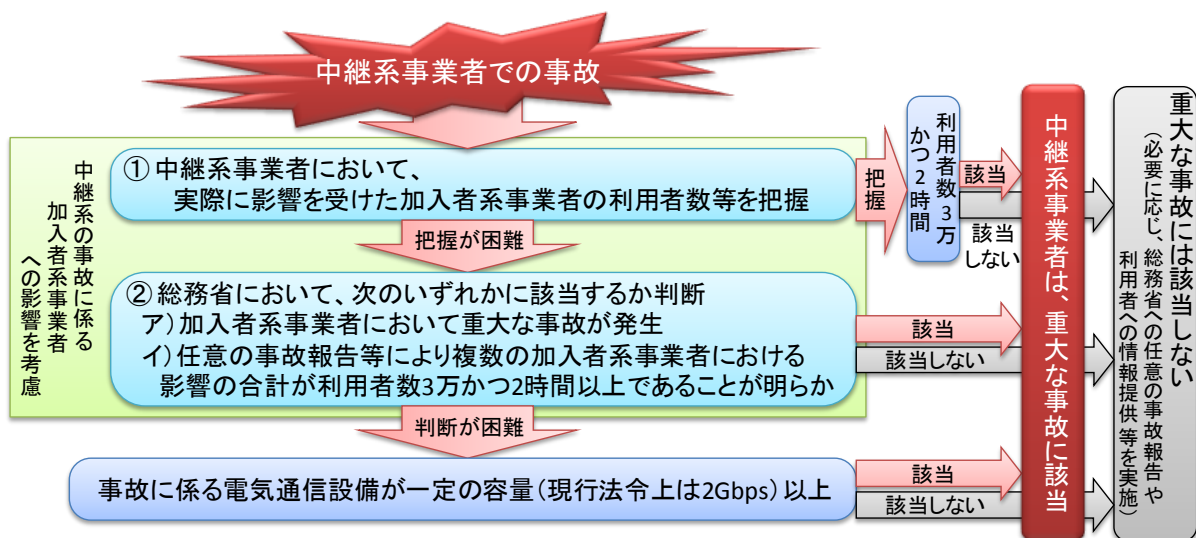 中継系事業者での事故
中継系の事故に係る
加入者系事業者
への影響を考慮
① 中継系事業者において、
実際に影響を受けた加入者系事業者の利用者数等を把握
把握
利用者数3万
かつ2時間
該当
該当
しない
把握が困難
② 総務省において、次のいずれかに該当するか判断
ア）加入者系事業者において重大な事故が発生
イ）任意の事故報告等により複数の加入者系事業者における
影響の合計が利用者数3万かつ2時間以上であることが明らか
該当
該当しない
判断が困難
事故に係る電気通信設備が一定の容量（現行法令上は2Gbps）以上
該当
該当しない
中継系事業者は、重大な事故に該当
重大な事故には該当しない
（必要に応じ、総務省への任意の事故報告や
利用者への情報提供等を実施）